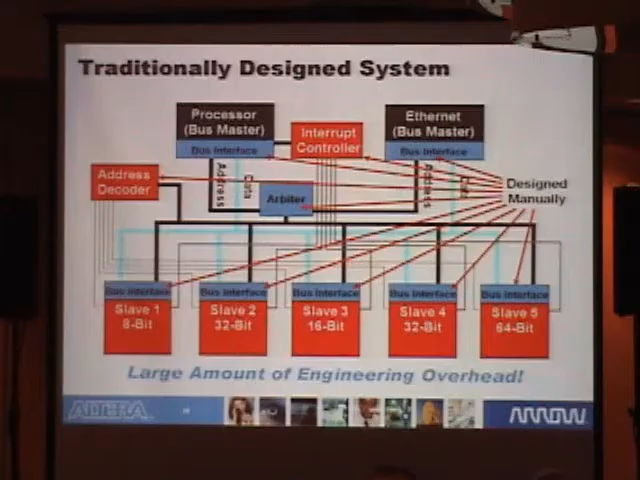 Traditionally Designed System
Processor
(Bus Master)
Bus Interface
Interrupt
Controller
Ethernet
(Bus Master)
Bus Interface
Address
Decoder
Address
Data
Arbiter
Address
Data
Designed
Manually
Bus Interface
Slave 1
8-Bit
Bus Interface
Slave 2
32-Bit
Bus Interface
Slave 3
16-Bit
Bus Interface
Slave 4
32-Bit
Bus Interface
Slave 5
64-Bit
Large Amount of Engineering Overhead!
ALTERA
ARROW